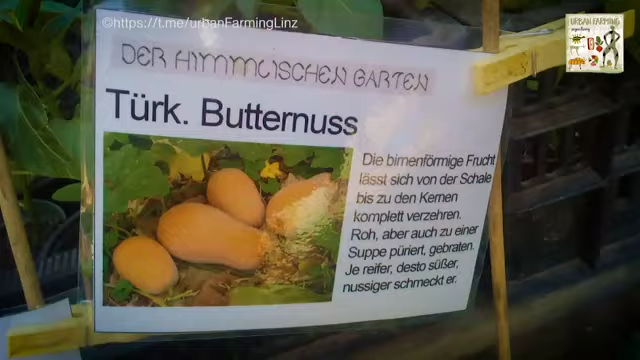 ©https://t.me/urbanFarmingLinz
URBAN FARMING
DER HIMMLISCHEN GARTEN
Türk. Butternuss
Die birnenförmige Frucht
lässt sich von der Schale
bis zu den Kernen
komplett verzehren.
Roh, aber auch zu einer
Suppe püriert, gebraten.
Je reifer, desto süßer,
nussiger schmeckt er.